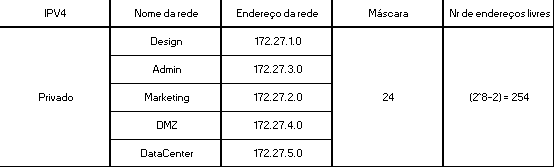 IPV4 Nome da rede Endereço da rede Máscara Nr de endereços livres
Design 172.27.1.0
Admin 172.27.3.0
Privado Marketing 172.27.2.0 24 (2^8-2) = 254
DMZ 172.27.4.0
DataCenter 172.27.5.0